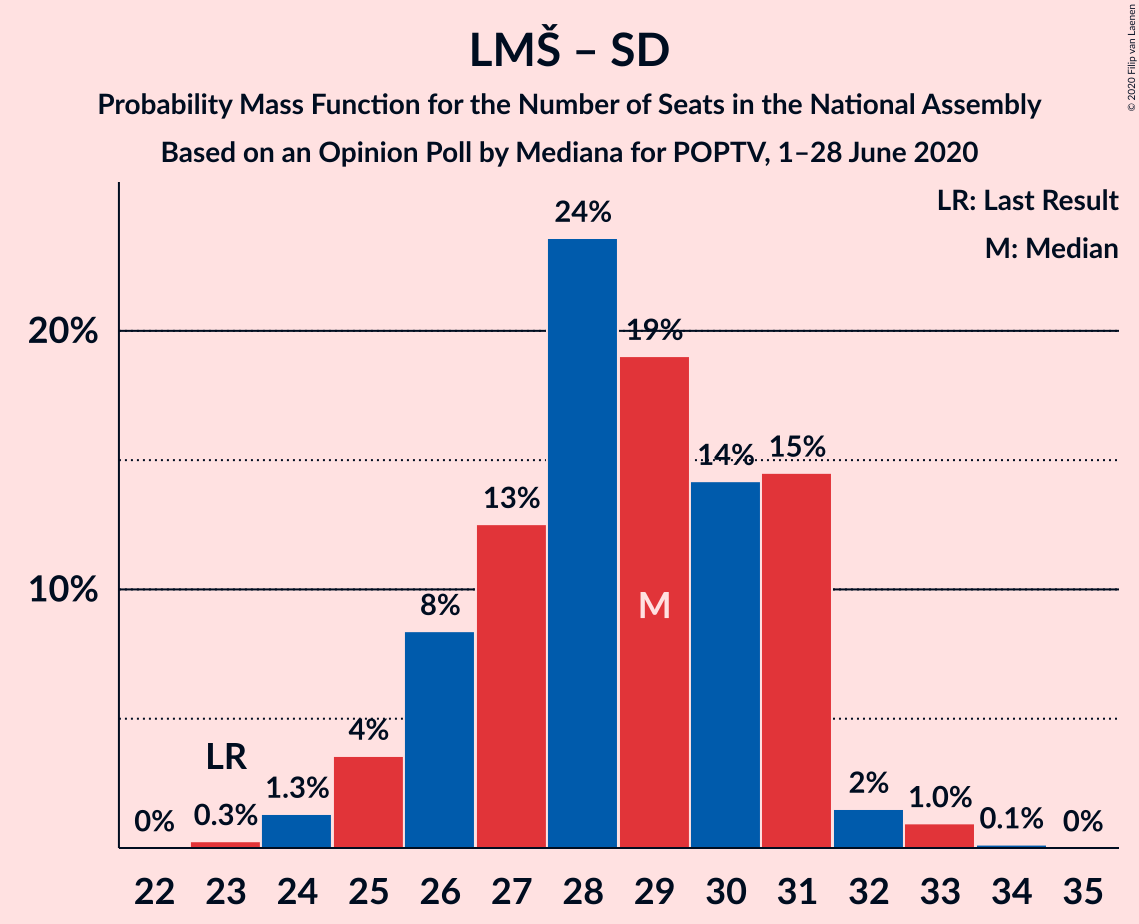 LMŠ – SD
Probability Mass Function for the Number of Seats in the National Assembly
Based on an Opinion Poll by Mediana for POPTV, 1–28 June 2020
© 2020 Filip van Laenen
LR: Last Result
M: Median
20%
10%
0%
0.3%
LR
1.3%
4%
8%
13%
24%
19%
M
14%
15%
2%
1.0%
0.1%
0%
22 23 24 25 26 27 28 29 30 31 32 33 34 35